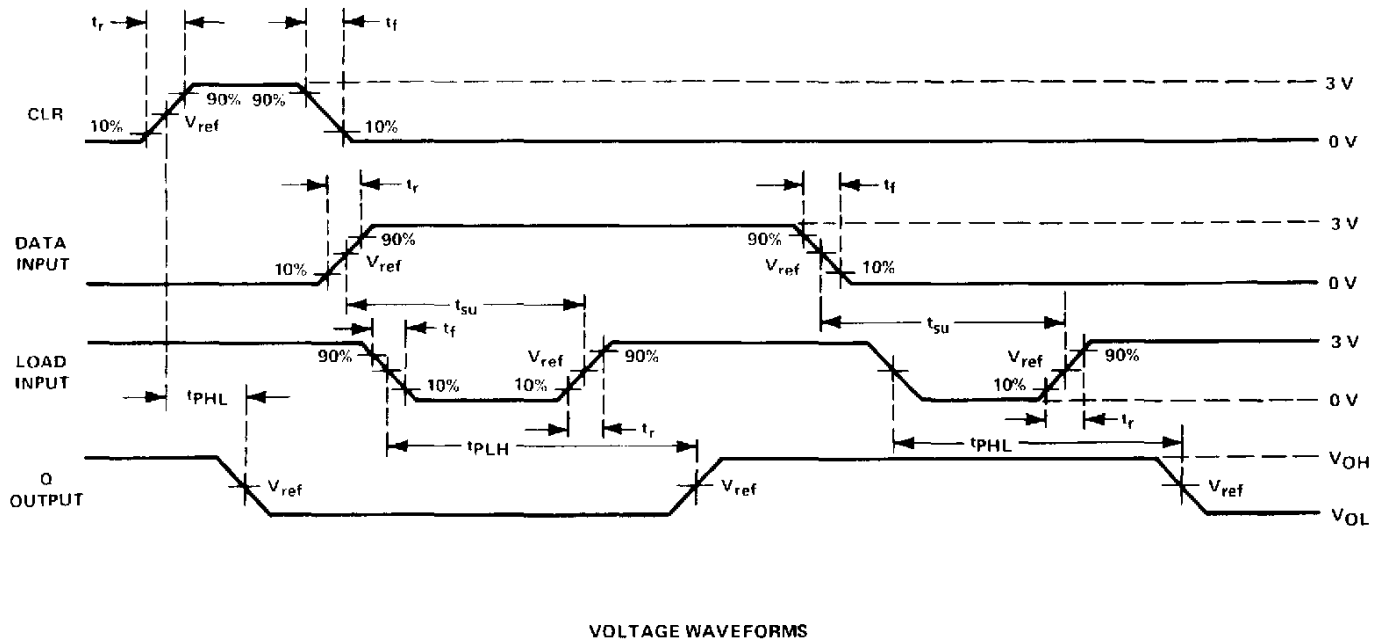 tr tf
3 V
CLR 10% Vref 90% 90% 10%
0 V
tr tf
3 V
DATA
INPUT
10% Vref 90% 90% Vref 10%
0 V
tsu tsu
tf
LOAD
INPUT
90% 10% 10% Vref 90% Vref 10% 90%
3 V
0 V
tPHL tr tr
tPLH tPHL
Q
OUTPUT
Vref Vref Vref
VOH
VOL
VOLTAGE WAVEFORMS